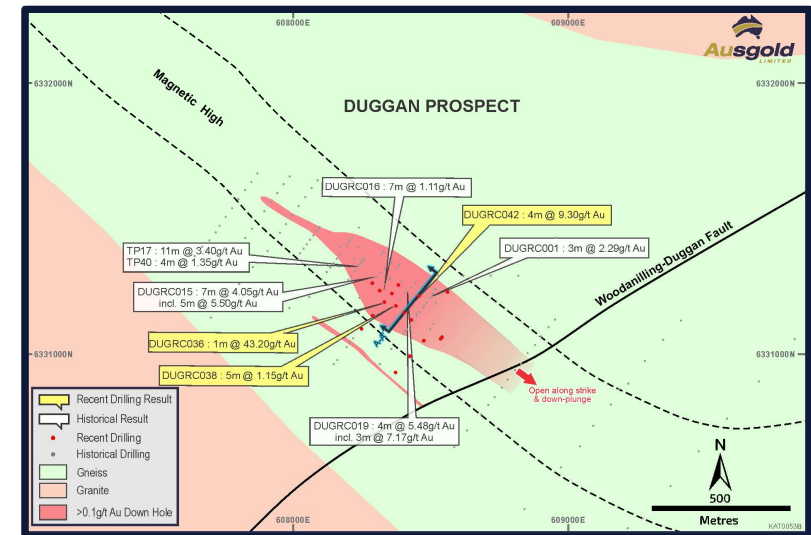 608000E
609000E
Ausgold
LIMITED
6332000N
6332000N
Magnetic High
DUGGAN PROSPECT
DUGRC016 : 7m @ 1.11g/t Au
DUGRC042 : 4m @ 9.30g/t Au
DUGRC001 : 3m @ 2.29g/t Au
Woodanilling-Duggan Fault
TP17 : 11m @ 3.40g/t Au
TP40 : 4m @ 1.35g/t Au
DUGRC015 : 7m @ 4.05g/t Au
incl. 5m @ 5.50g/t Au
DUGRC036 : 1m @ 43.20g/t Au
6331000N
6331000N
DUGRC038 : 5m @ 1.15g/t Au
Open along strike
& down-plunge
DUGRC019 : 4m @ 5.48g/t Au
incl. 3m @ 7.17g/t Au
Recent Drilling Result
Historical Result
Recent Drilling
Historical Drilling
Gneiss
Granite
>0.1g/t Au Down Hole
N
500
Metres
608000E
609000E
KAT0053B